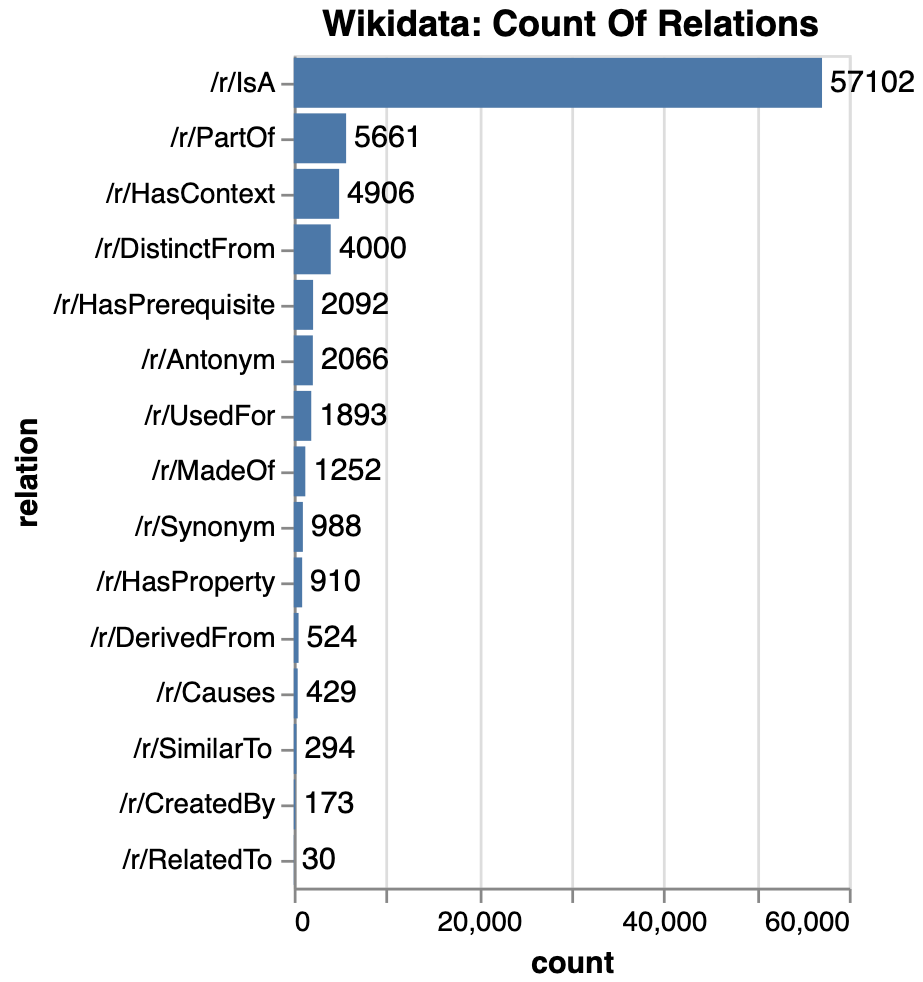 Wikidata: Count Of Relations
/r/IsA 57102
/r/PartOf 5661
/r/HasContext 4906
/r/DistinctFrom 4000
/r/HasPrerequisite 2092
/r/Antonym 2066
/r/UsedFor 1893
/r/MadeOf 1252
/r/Synonym 988
/r/HasProperty 910
/r/DerivedFrom 524
/r/Causes 429
/r/SimilarTo 294
/r/CreatedBy 173
/r/RelatedTo 30
relation
0 20,000 40,000 60,000
count